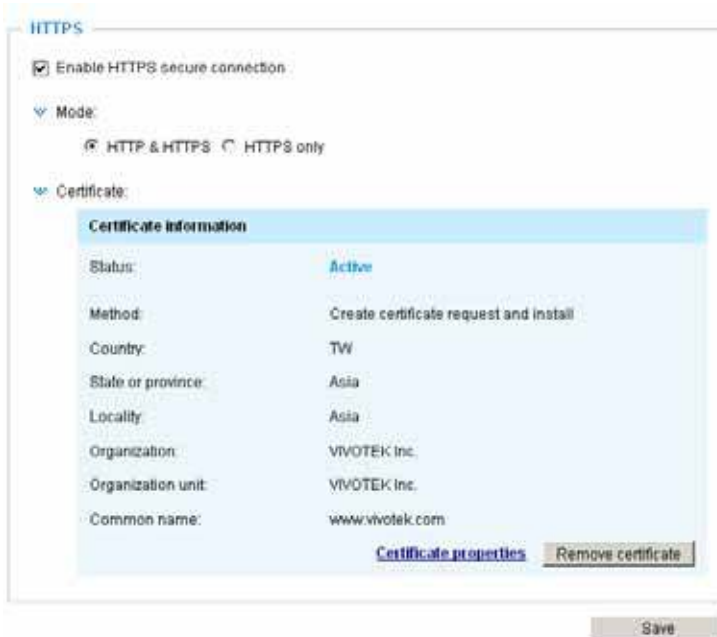 HTTPS
Enable HTTPS secure connection
Mode:
HTTP & HTTPS HTTPS only
Certificate:
Certificate information
Status: Active
Method: Create certificate request and install
Country: TW
State or province: Asia
Locality: Asia
Organization: VIVOTEK Inc.
Organization unit: VIVOTEK Inc.
Common name: www.vivotek.com
Certificate properties Remove certificate
Save